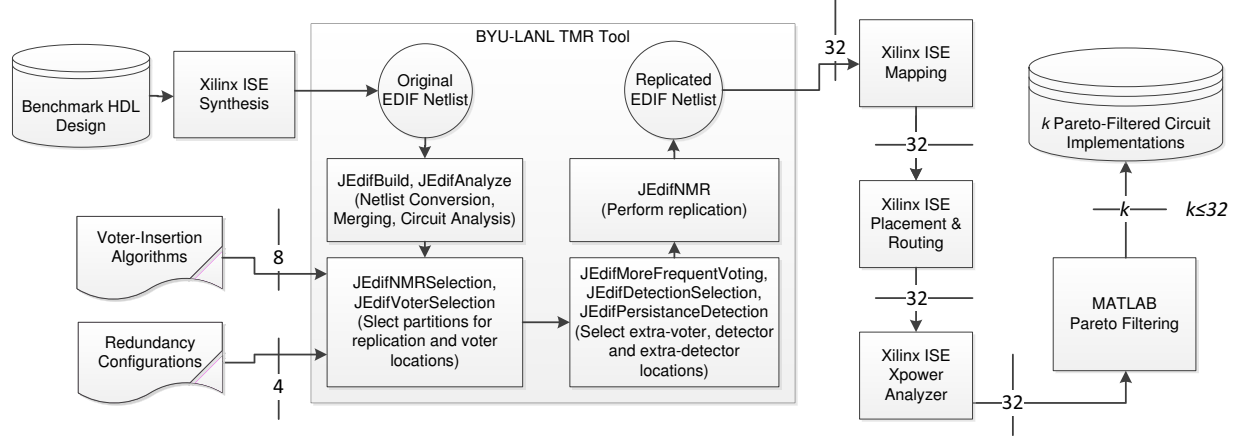 BYU-LANL TMR Tool
Benchmark HDL
Design
Xilinx ISE
Synthesis
Original
EDIF Netlist
JEdifBuild, JEdifAnalyze
(Netlist Conversion,
Merging, Circuit Analysis)
Voter-Insertion
Algorithms
8
Redundancy
Configurations
4
JEdifNMRSelection,
JEdifVoterSelection
(Slect partitions for
replication and voter
locations)
JEdifMoreFrequentVoting,
JEdifDetectionSelection,
JEdifPersistanceDetection
(Select extra-voter, detector
and extra-detector
locations)
JEdifNMR
(Perform replication)
Replicated
EDIF Netlist
32
Xilinx ISE
Mapping
32
Xilinx ISE
Placement &
Routing
32
Xilinx ISE
Xpower
Analyzer
32
MATLAB
Pareto Filtering
k
k≤32
k Pareto-Filtered Circuit
Implementations